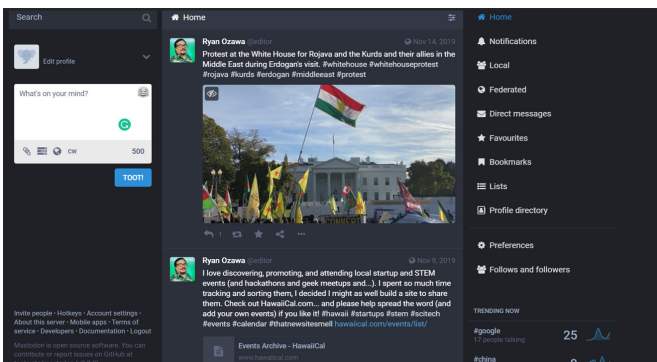 Search
Edit profile
What's on your mind?
CW
500
TOOT!
Invite people · Hotkeys · Account settings ·
About this server · Mobile apps · Terms of
service · Developers · Documentation · Logout
Mastodon is open source software. You can
contribute or report issues on GitHub at
Home
Ryan Ozawa @editor
Nov 14, 2019
Protest at the White House for Rojava and the Kurds and their allies in the
Middle East during Erdogan's visit. #whitehouse #whitehouseprotest
#rojava #kurds #erdogan #middleeast #protest
1
Ryan Ozawa @editor
Nov 9, 2019
I love discovering, promoting, and attending local startup and STEM
events (and hackathons and geek meetups and...). I spent so much time
tracking and sorting them, I decided I might as well build a site to share
them. Check out HawaiiCal.com... and please help spread the word (and
add your own events) if you like it! #hawaii #startups #stem #scitech
#events #calendar #thatnewsitesmell hawaiical.com/events/list/
Events Archive - HawaiiCal
www.hawaiical.com
Home
Notifications
Local
Federated
Direct messages
Favourites
Bookmarks
Lists
Profile directory
Preferences
Follows and followers
TRENDING NOW
#google
17 people talking
25
#china